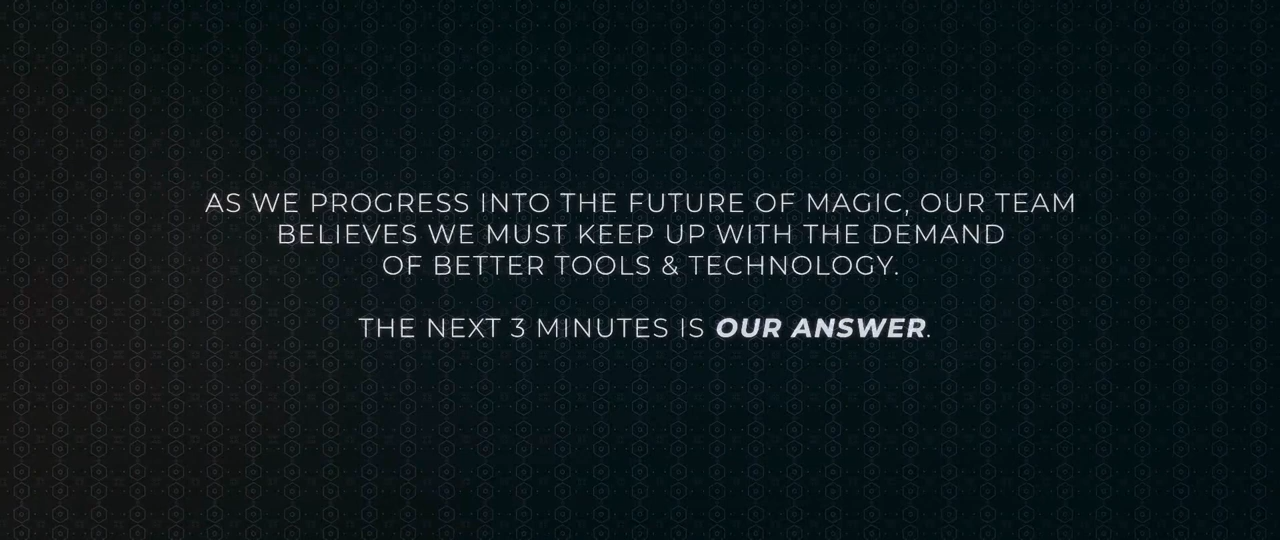 AS WE PROGRESS INTO THE FUTURE OF MAGIC, OUR TEAM
BELIEVES WE MUST KEEP UP WITH THE DEMAND
OF BETTER TOOLS & TECHNOLOGY.
THE NEXT 3 MINUTES IS OUR ANSWER.